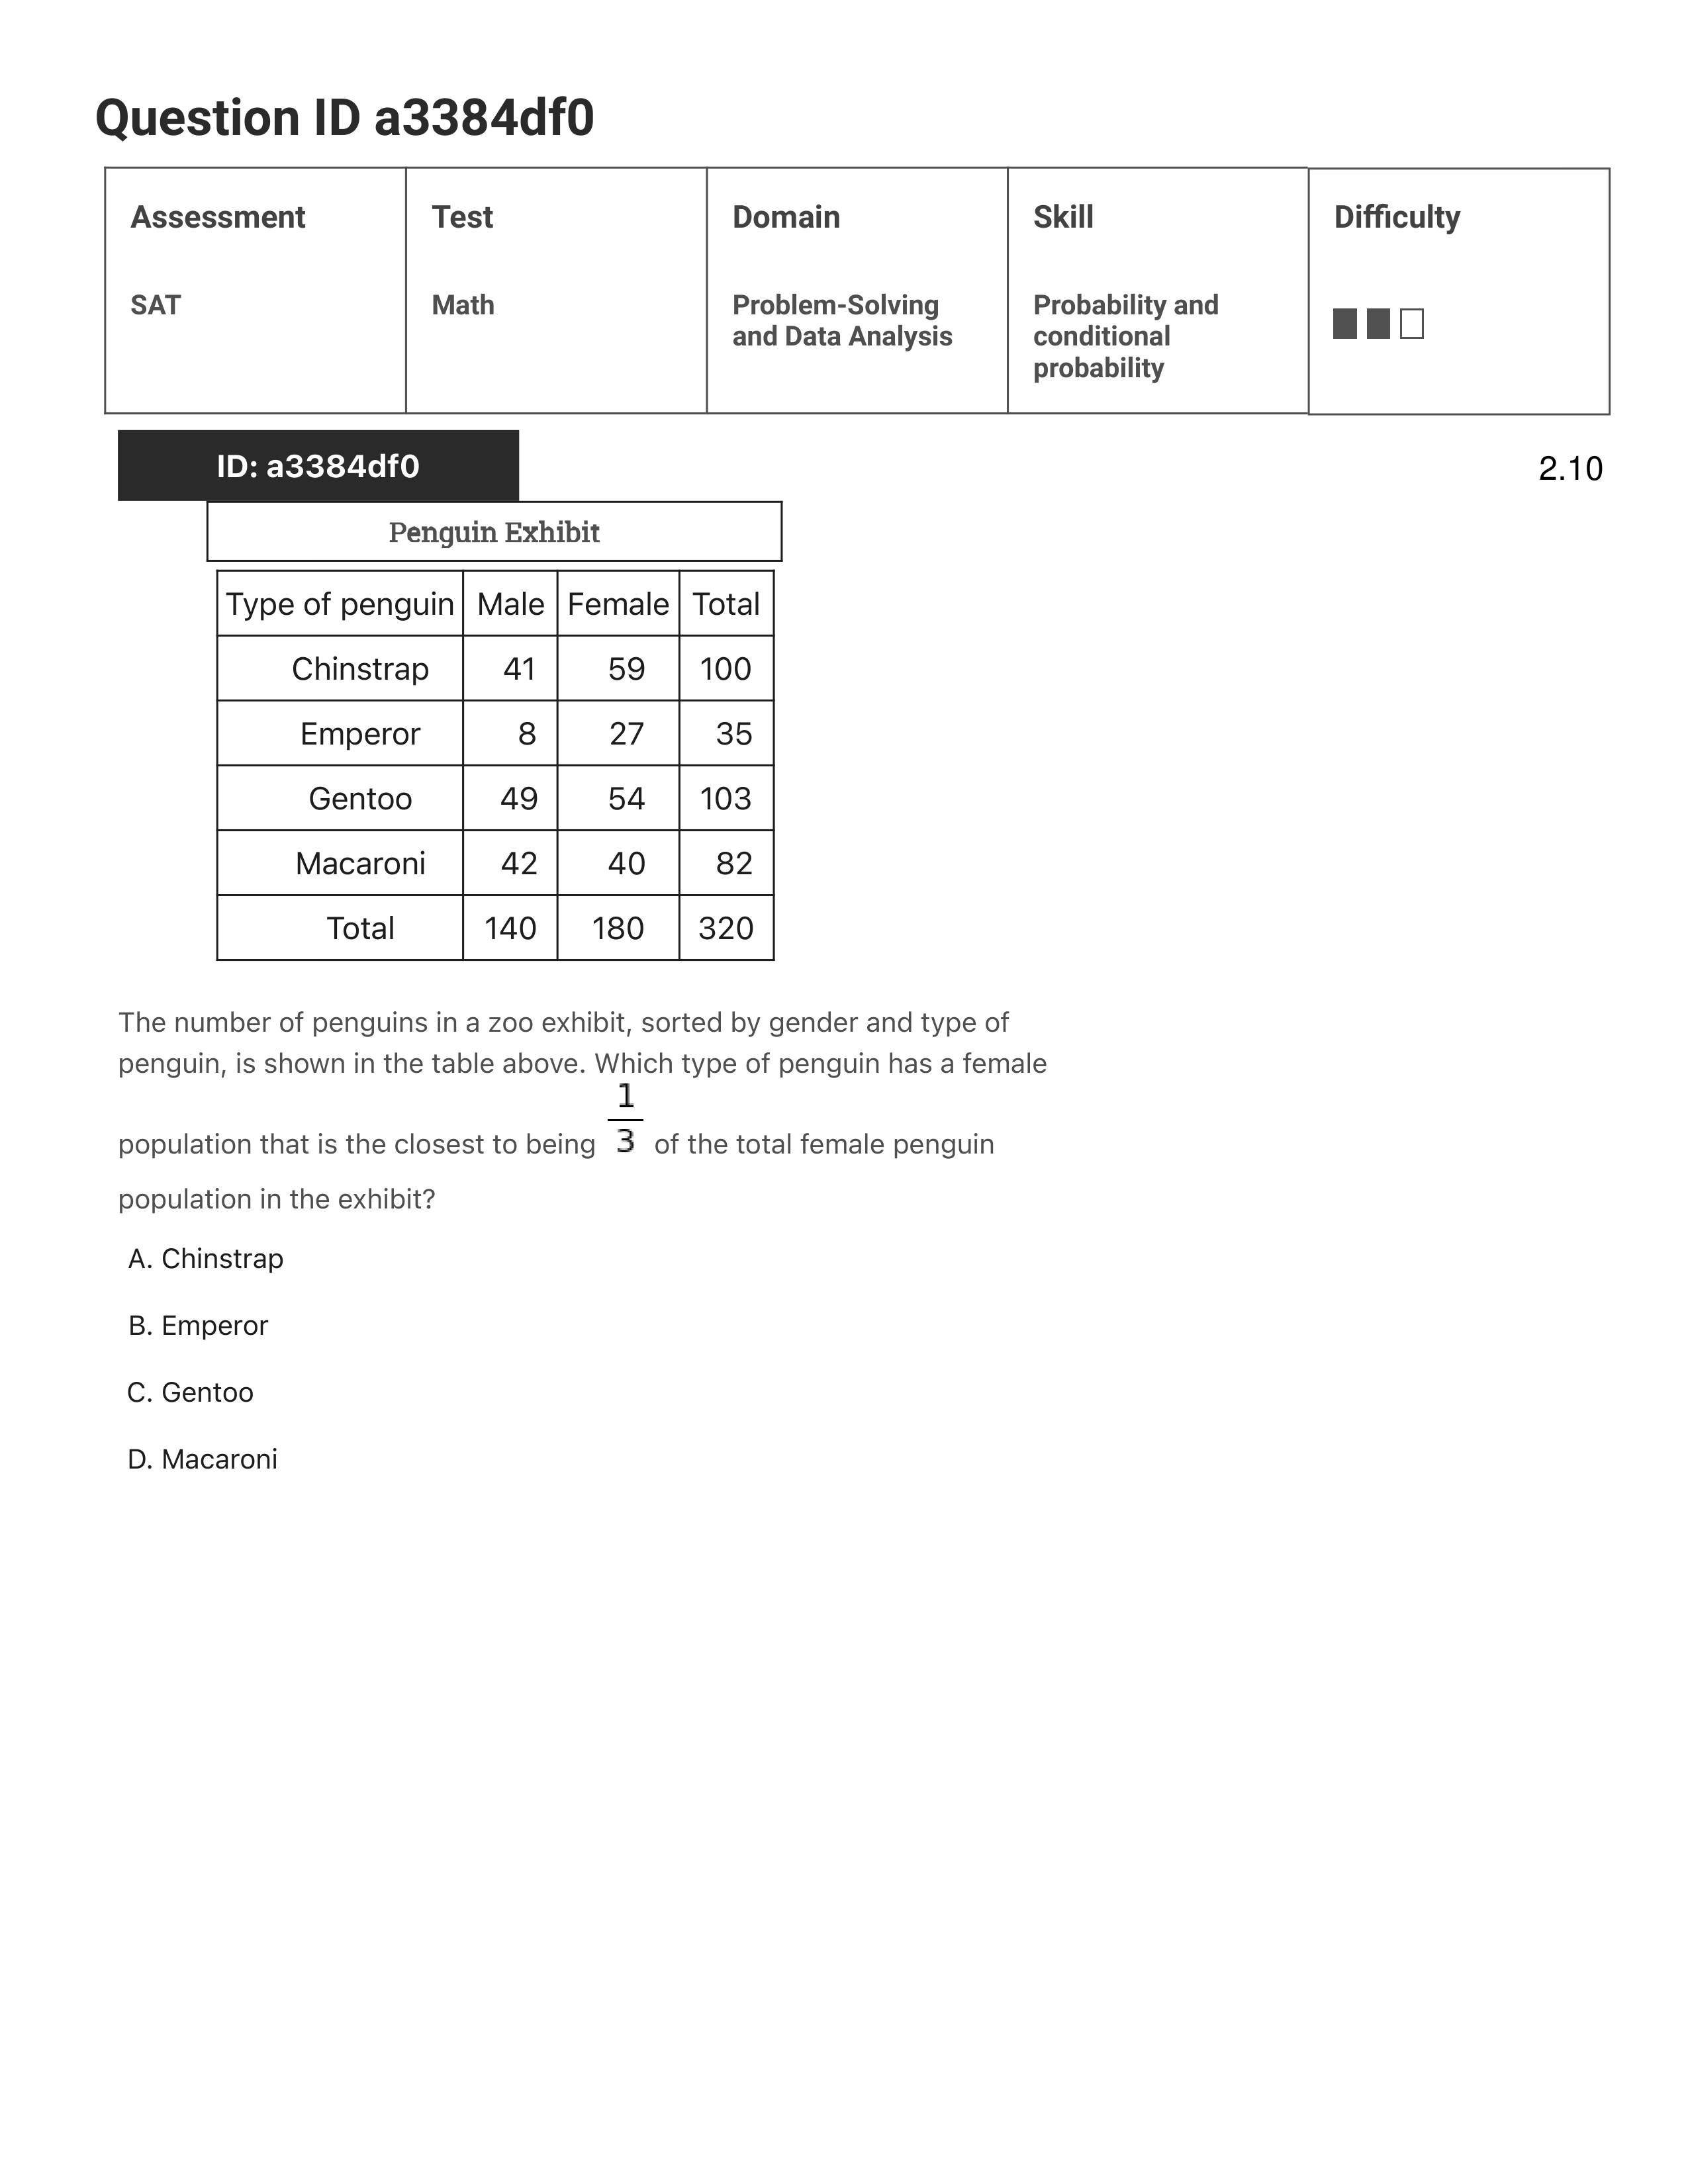 Question ID a3384df0
Assessment Test Domain Skill Difficulty
SAT Math Problem-Solving and Data Analysis Probability and conditional probability
ID: a3384df0 2.10
Penguin Exhibit
Type of penguin Male Female Total
Chinstrap 41 59 100
Emperor 8 27 35
Gentoo 49 54 103
Macaroni 42 40 82
Total 140 180 320
The number of penguins in a zoo exhibit, sorted by gender and type of
penguin, is shown in the table above. Which type of penguin has a female
population that is the closest to being 1/3 of the total female penguin
population in the exhibit?
A. Chinstrap
B. Emperor
C. Gentoo
D. Macaroni